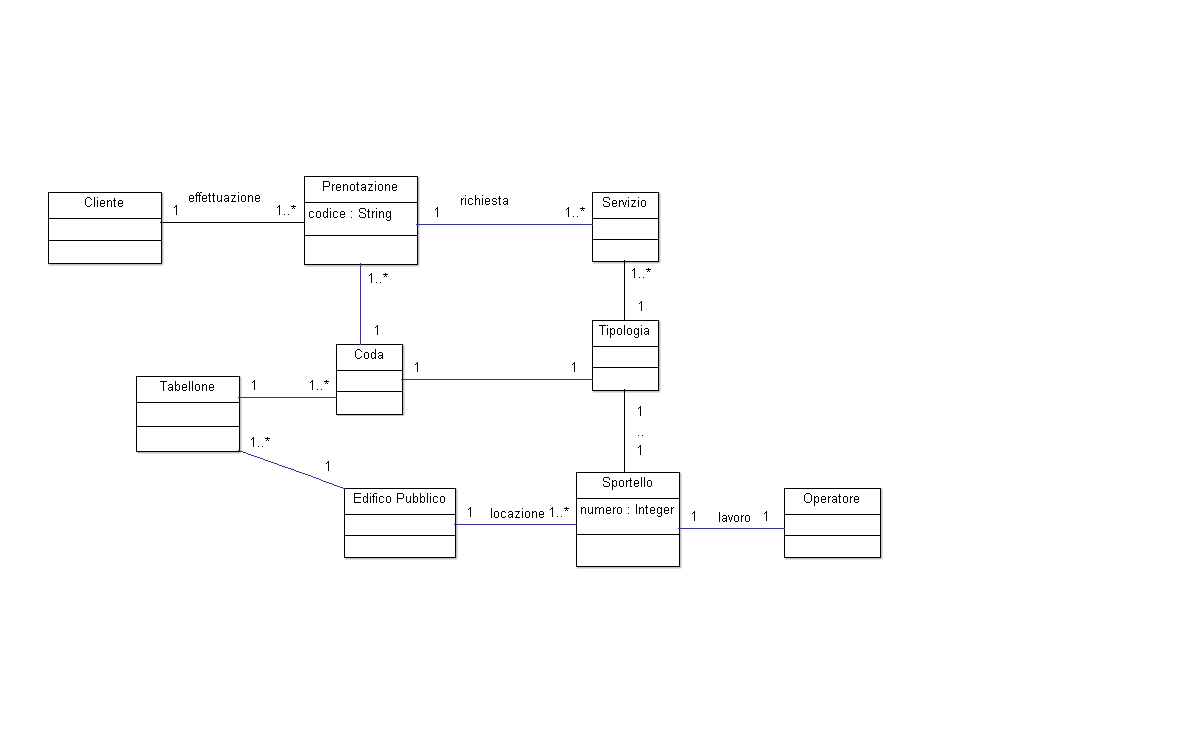 Cliente
effettuazione
1
1..*
Prenotazione
codice : String
richiesta
1
1..*
Servizio
1..*
1
1..*
1
Tipologia
Coda
1
1
Tabellone
1
1..*
1..*
1
1
..
1
Edifico Pubblico
1
locazione
1..*
Sportello
numero : Integer
1
lavoro
1
Operatore